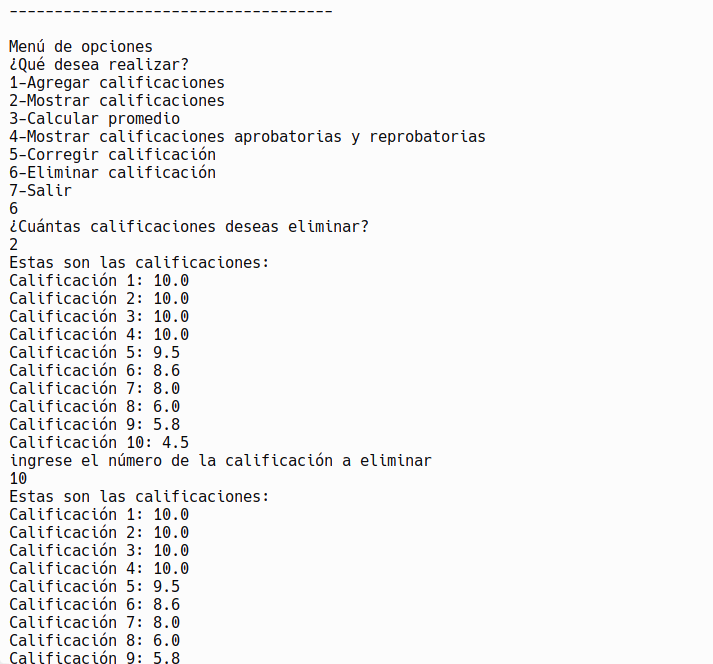 ------------------------------------
Menú de opciones
¿Qué desea realizar?
1-Agregar calificaciones
2-Mostrar calificaciones
3-Calcular promedio
4-Mostrar calificaciones aprobatorias y reprobatorias
5-Corregir calificación
6-Eliminar calificación
7-Salir
6
¿Cuántas calificaciones deseas eliminar?
2
Estas son las calificaciones:
Calificación 1: 10.0
Calificación 2: 10.0
Calificación 3: 10.0
Calificación 4: 10.0
Calificación 5: 9.5
Calificación 6: 8.6
Calificación 7: 8.0
Calificación 8: 6.0
Calificación 9: 5.8
Calificación 10: 4.5
ingrese el número de la calificación a eliminar
10
Estas son las calificaciones:
Calificación 1: 10.0
Calificación 2: 10.0
Calificación 3: 10.0
Calificación 4: 10.0
Calificación 5: 9.5
Calificación 6: 8.6
Calificación 7: 8.0
Calificación 8: 6.0
Calificación 9: 5.8